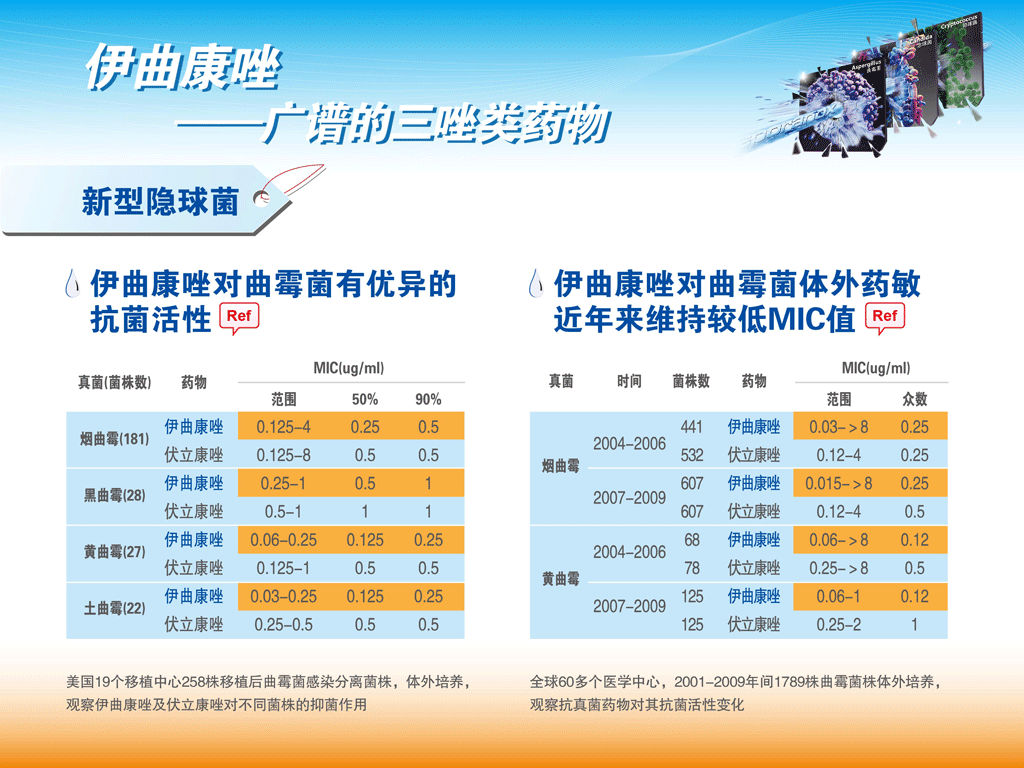 伊曲康唑
——广谱的三唑类药物
Aspergillus
曲霉菌
Candida
念珠菌
Cryptococcus
隐球菌
新型隐球菌
伊曲康唑对曲霉菌有优异的
抗菌活性 Ref
真菌(菌株数) 药物 MIC(ug/ml)
范围 50% 90%
烟曲霉(181) 伊曲康唑 0.125-4 0.25 0.5
伏立康唑 0.125-8 0.5 0.5
黑曲霉(28) 伊曲康唑 0.25-1 0.5 1
伏立康唑 0.5-1 1 1
黄曲霉(27) 伊曲康唑 0.06-0.25 0.125 0.25
伏立康唑 0.125-1 0.5 0.5
土曲霉(22) 伊曲康唑 0.03-0.25 0.125 0.25
伏立康唑 0.25-0.5 0.5 0.5
美国19个移植中心258株移植后曲霉菌感染分离菌株，体外培养，
观察伊曲康唑及伏立康唑对不同菌株的抑菌作用
伊曲康唑对曲霉菌体外药敏
近年来维持较低MIC值 Ref
真菌 时间 菌株数 药物 MIC(ug/ml)
范围 众数
烟曲霉 2004-2006 441 伊曲康唑 0.03->8 0.25
532 伏立康唑 0.12-4 0.25
2007-2009 607 伊曲康唑 0.015->8 0.25
607 伏立康唑 0.12-4 0.5
黄曲霉 2004-2006 68 伊曲康唑 0.06->8 0.12
78 伏立康唑 0.25->8 0.5
2007-2009 125 伊曲康唑 0.06-1 0.12
125 伏立康唑 0.25-2 1
全球60多个医学中心，2001-2009年间1789株曲霉菌株体外培养，
观察抗真菌药物对其抗菌活性变化